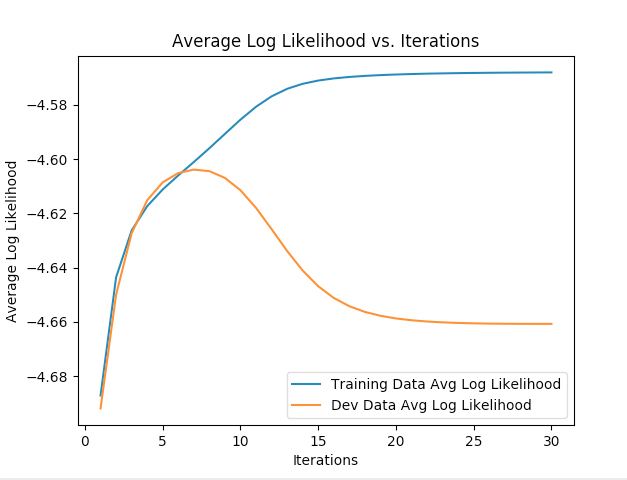 Average Log Likelihood vs. Iterations
Average Log Likelihood
−4.58
−4.60
−4.62
−4.64
−4.66
−4.68
Training Data Avg Log Likelihood
Dev Data Avg Log Likelihood
0 5 10 15 20 25 30
Iterations